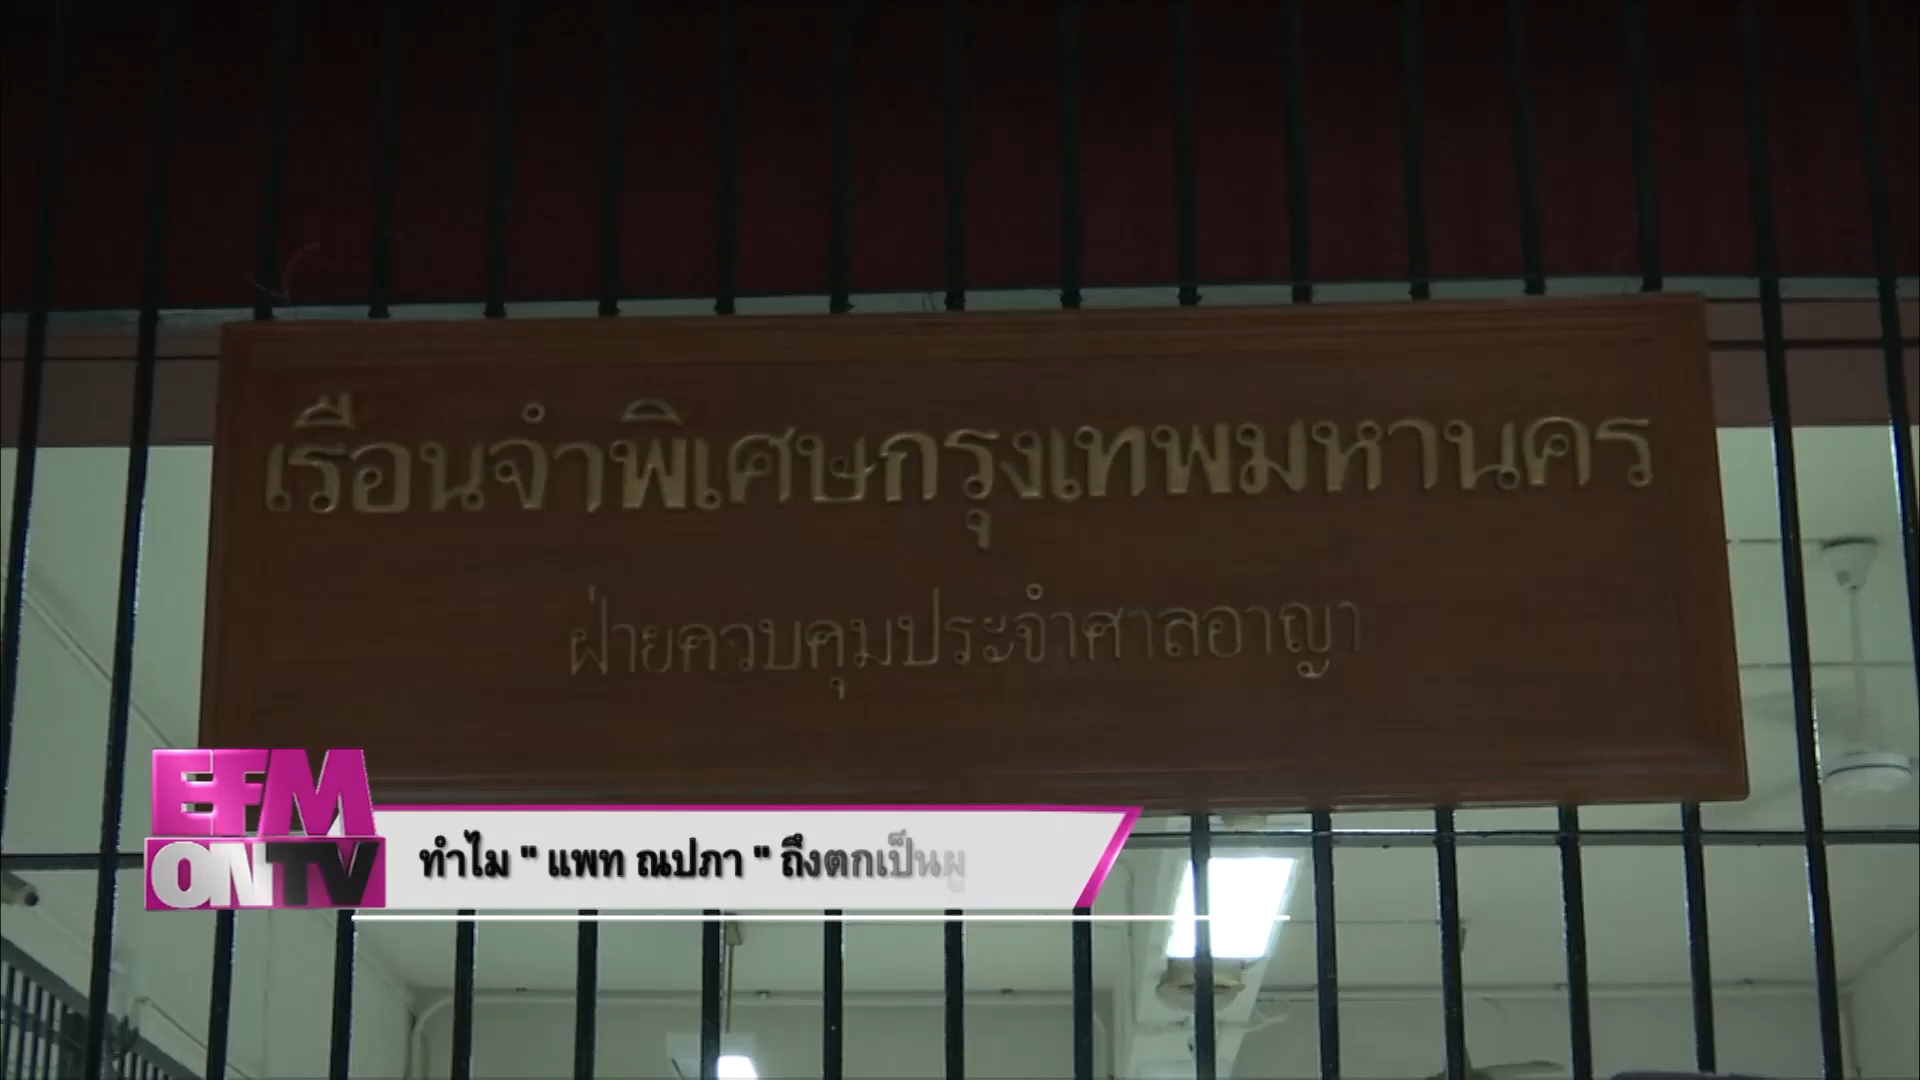 เรือนจำพิเศษกรุงเทพมหานคร
ฝ่ายควบคุมประจำศาลอาญา
EFM
ON TV
ทำไม " แพท ณปภา " ถึงตกเป็นผู